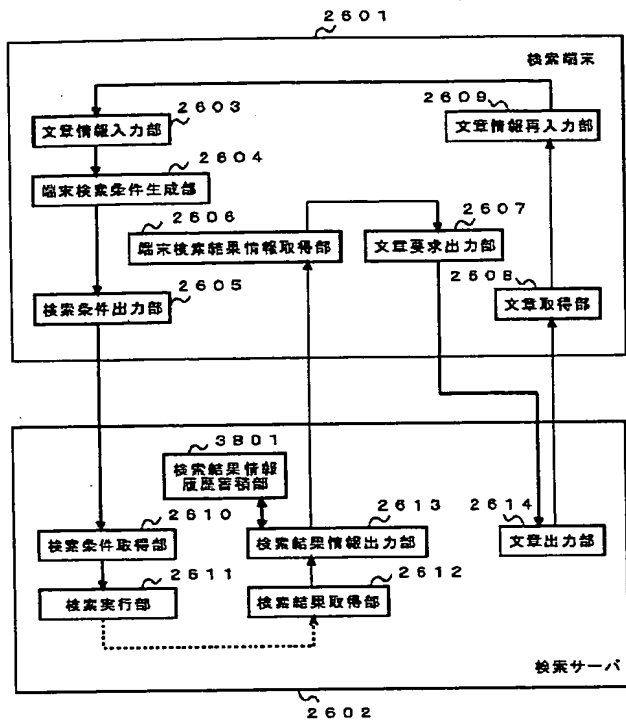 2601
検索端末
2603
文章情報入力部
2609
文章情報再入力部
2604
端末検索条件生成部
2606
端末検索結果情報取得部
2607
文章要求出力部
2608
文章取得部
2605
検索条件出力部
3801
検索結果情報
履歴蓄積部
2610
検索条件取得部
2613
検索結果情報出力部
2614
文章出力部
2611
検索実行部
2612
検索結果取得部
検索サーバ
2602